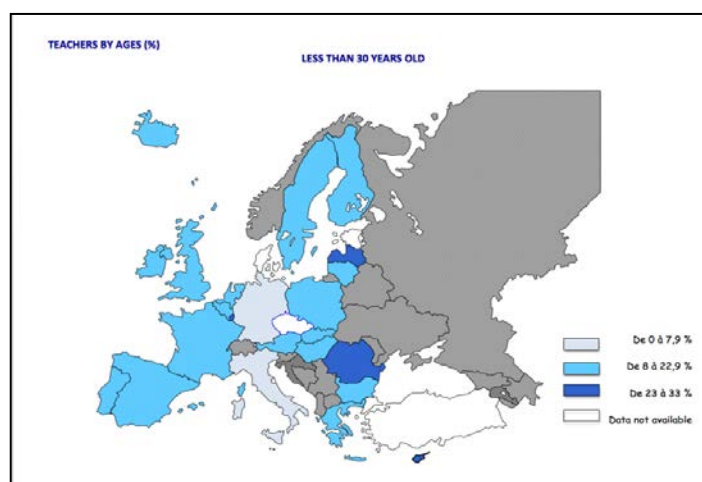 TEACHERS BY AGES (%)
LESS THAN 30 YEARS OLD
De 0 à 7,9 %
De 8 à 22,9 %
De 23 à 33 %
Data not available